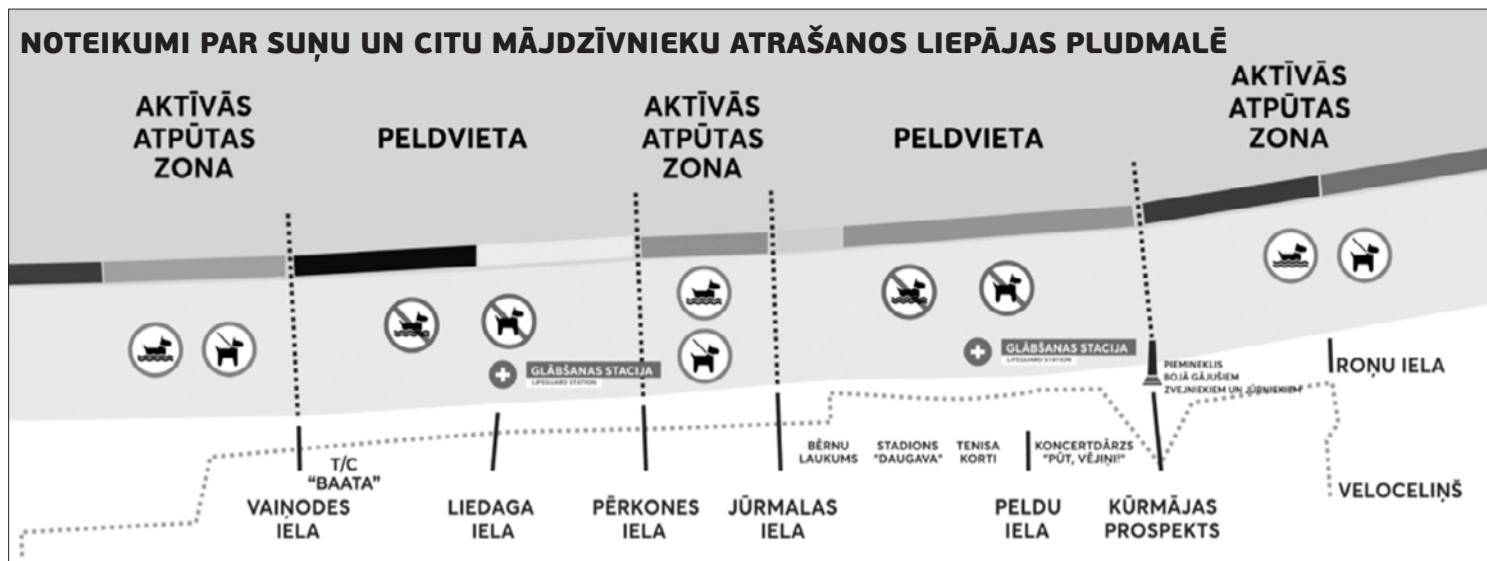 NOTEIKUMI PAR SUŅU UN CITU MĀJDZĪVNIEKU ATRAŠANOS LIEPĀJAS PLUDMALĒ
AKTĪVĀS
ATPŪTAS
ZONA
PELDVIETA
AKTĪVĀS
ATPŪTAS
ZONA
PELDVIETA
AKTĪVĀS
ATPŪTAS
ZONA
GLĀBŠANAS STACIJA
LIFEGUARD STATION
GLĀBŠANAS STACIJA
LIFEGUARD STATION
PIEMINEKLIS
BOJĀ GĀJUŠIEM
ZVEJNIEKIEM UN JŪRNIEKIEM
ROŅU IELA
T/C
"BAATA"
BĒRNU
LAUKUMS
STADIONS
"DAUGAVA"
TENISA
KORTI
KONCERTDĀRZS
"PŪT, VĒJIŅI!"
VAIŅODES
IELA
LIEDAGA
IELA
PĒRKONES
IELA
JŪRMALAS
IELA
PELDU
IELA
KŪRMĀJAS
PROSPEKTS
VELOCELIŅŠ